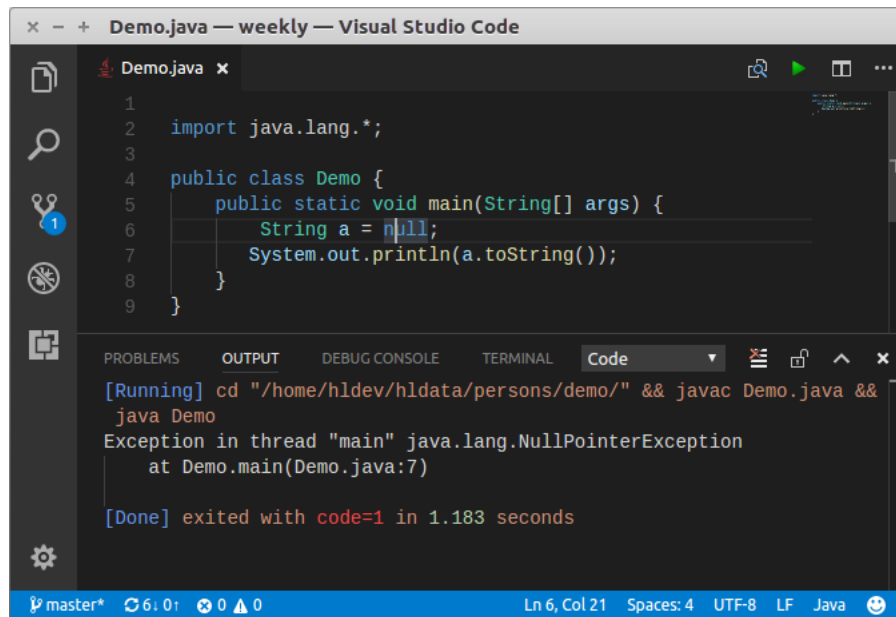 × − + Demo.java — weekly — Visual Studio Code
Demo.java ×
1
2 import java.lang.*;
3
4 public class Demo {
5 public static void main(String[] args) {
6 String a = null;
7 System.out.println(a.toString());
8 }
9 }
PROBLEMS OUTPUT DEBUG CONSOLE TERMINAL Code
[Running] cd "/home/hldev/hldata/persons/demo/" && javac Demo.java &&
java Demo
Exception in thread "main" java.lang.NullPointerException
at Demo.main(Demo.java:7)
[Done] exited with code=1 in 1.183 seconds
1
master* 6↓ 0↑ 0 0 Ln 6, Col 21 Spaces: 4 UTF-8 LF Java